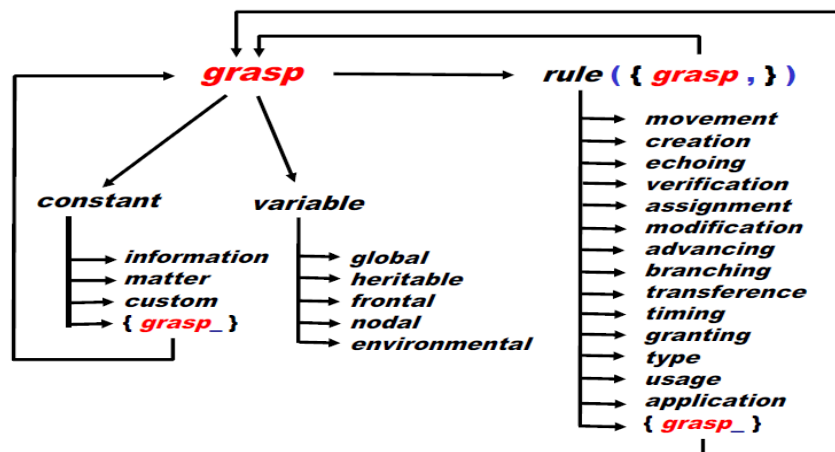 grasp
rule ( { grasp , } )
constant
information
matter
custom
{ grasp_ }
variable
global
heritable
frontal
nodal
environmental
movement
creation
echoing
verification
assignment
modification
advancing
branching
transference
timing
granting
type
usage
application
{ grasp_ }